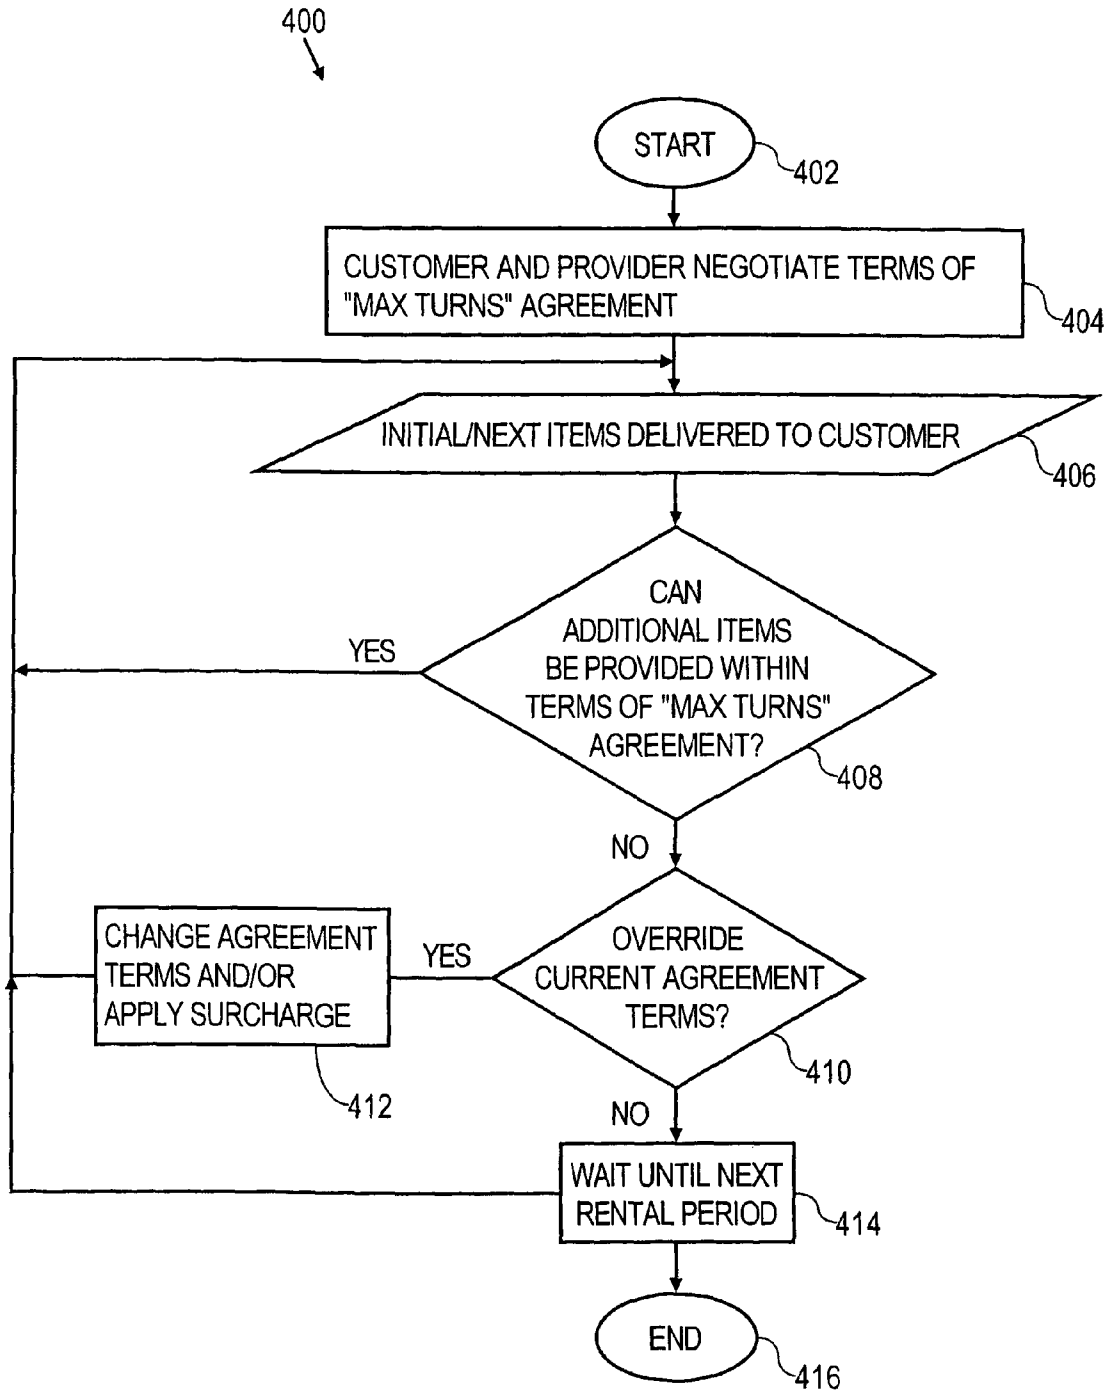 400
START
402
CUSTOMER AND PROVIDER NEGOTIATE TERMS OF
"MAX TURNS" AGREEMENT
404
INITIAL/NEXT ITEMS DELIVERED TO CUSTOMER
406
CAN
ADDITIONAL ITEMS
BE PROVIDED WITHIN
TERMS OF "MAX TURNS"
AGREEMENT?
YES
408
NO
OVERRIDE
CURRENT AGREEMENT
TERMS?
YES
410
CHANGE AGREEMENT
TERMS AND/OR
APPLY SURCHARGE
412
NO
WAIT UNTIL NEXT
RENTAL PERIOD
414
END
416